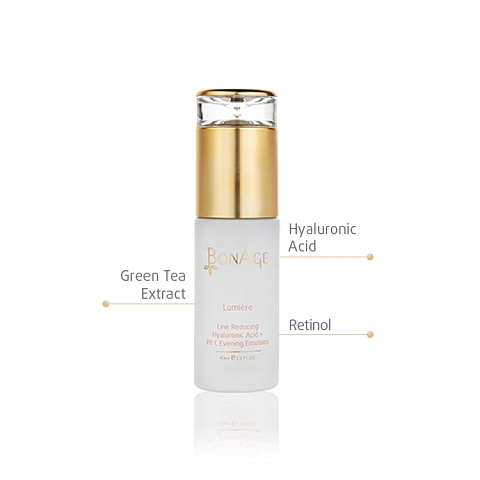 BONAGE
Lumière
Line Reducing
Hyaluronic Acid +
Vit C Evening Emulsion
Green Tea
Extract
Hyaluronic
Acid
Retinol